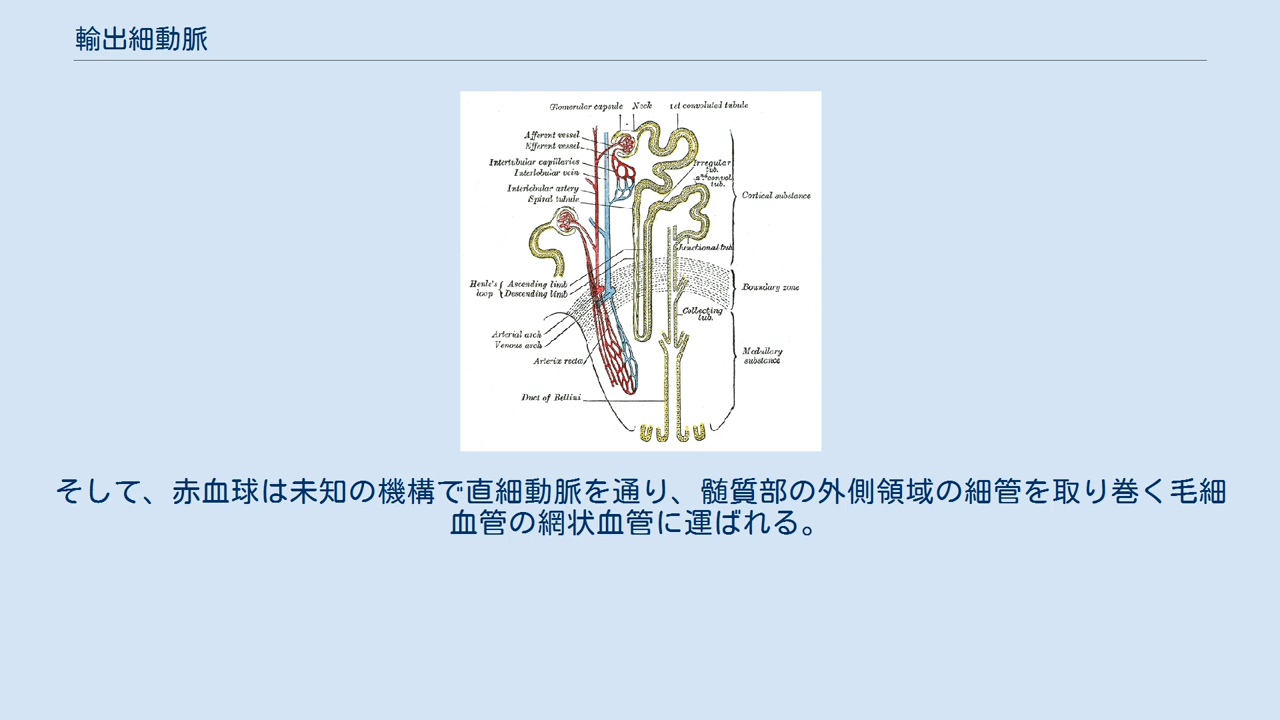 輸出細動脈
Glomerular capsule Neck 1st convoluted tubule
Afferent vessel
Efferent vessel
Intertubular capillaries
Interlobular vein
Interlobular artery
Spiral tubule
Irregular
tub.
2nd convol.
tub.
Cortical substance
Junctional tub.
Henle's loop
Ascending limb
Descending limb
Boundary zone
Collecting
tub.
Arterial arch
Venous arch
Arteriæ rectæ
Medullary
substance
Duct of Bellini
そして、赤血球は未知の機構で直細動脈を通り、髄質部の外側領域の細管を取り巻く毛細
血管の網状血管に運ばれる。